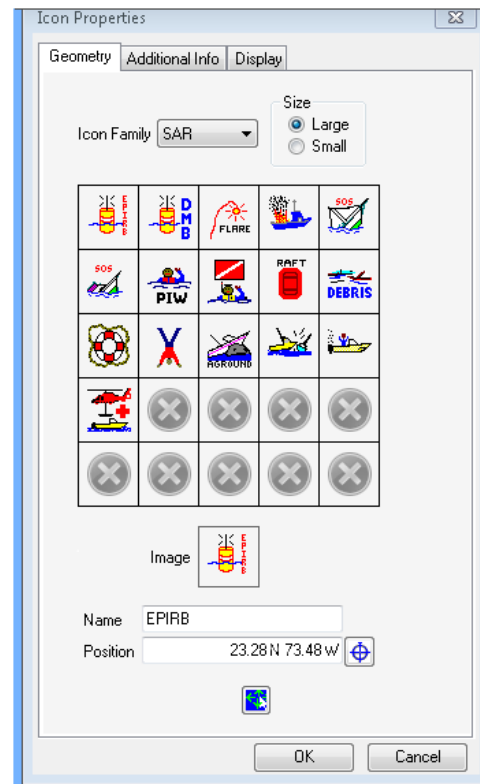 Icon Properties
Geometry Additional Info Display
Size
Icon Family SAR Large
Small
EPIRB DMB FLARE SOS
SOS PIW RAFT DEBRIS
AGROUND
Image EPIRB
Name EPIRB
Position 23.28 N 73.48 W
OK Cancel